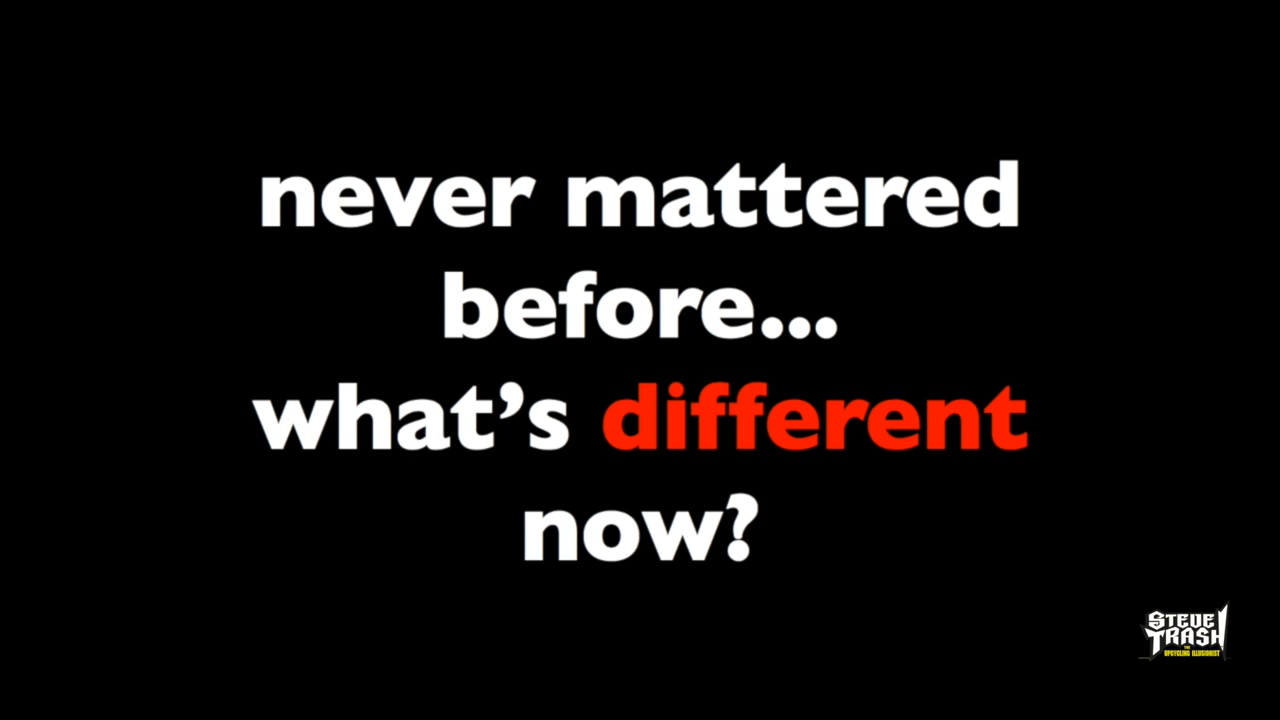 never mattered
before...
what's different
now?
STEVE
TRASH
THE
UPCYCLING ILLUSIONIST